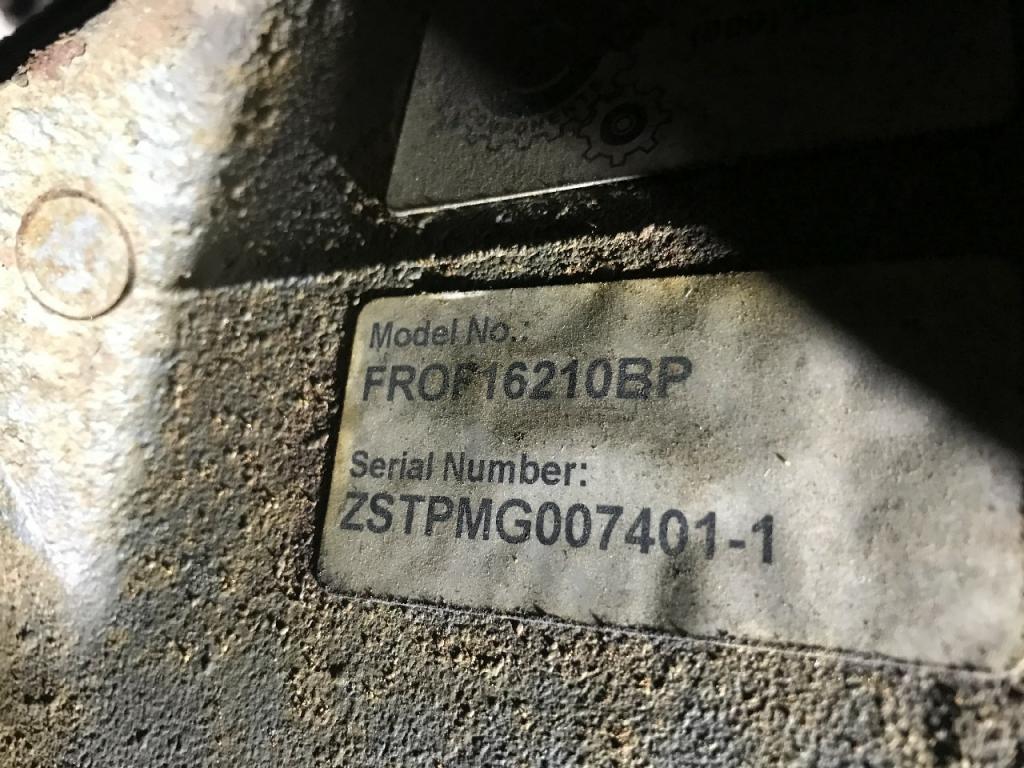 Model No.:
FROF16210BP
Serial Number:
ZSTPMG007401-1